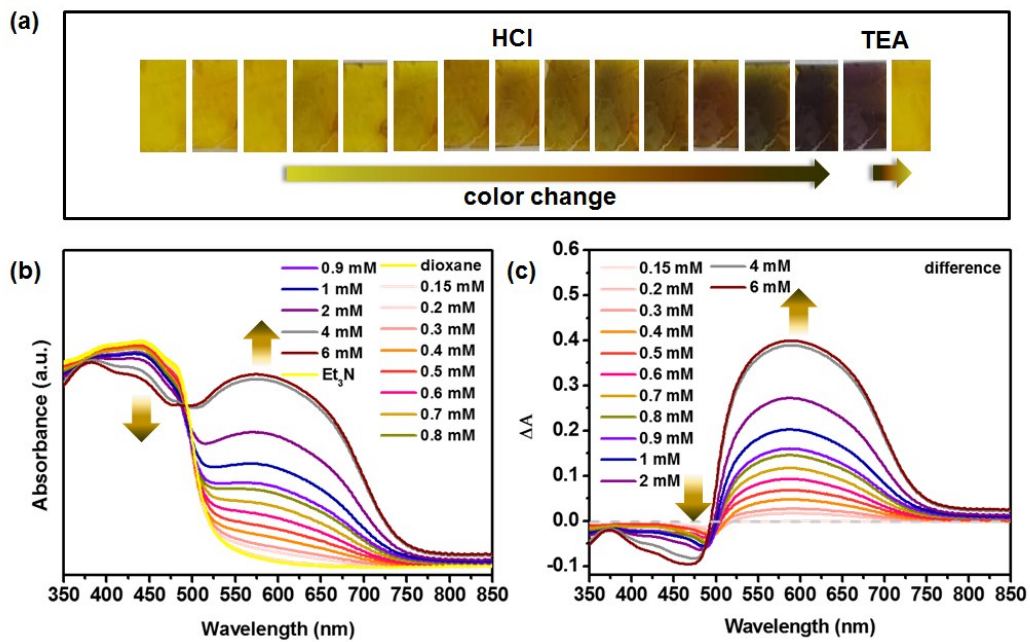 (a)
HCl
TEA
color change
(b)
0.9 mM
1 mM
2 mM
4 mM
6 mM
Et₃N
dioxane
0.15 mM
0.2 mM
0.3 mM
0.4 mM
0.5 mM
0.6 mM
0.7 mM
0.8 mM
Absorbance (a.u.)
350 400 450 500 550 600 650 700 750 800 850
Wavelength (nm)
(c)
0.15 mM
0.2 mM
0.3 mM
0.4 mM
0.5 mM
0.6 mM
0.7 mM
0.8 mM
0.9 mM
1 mM
2 mM
4 mM
6 mM
difference
ΔA
0.6
0.5
0.4
0.3
0.2
0.1
0.0
-0.1
350 400 450 500 550 600 650 700 750 800 850
Wavelength (nm)